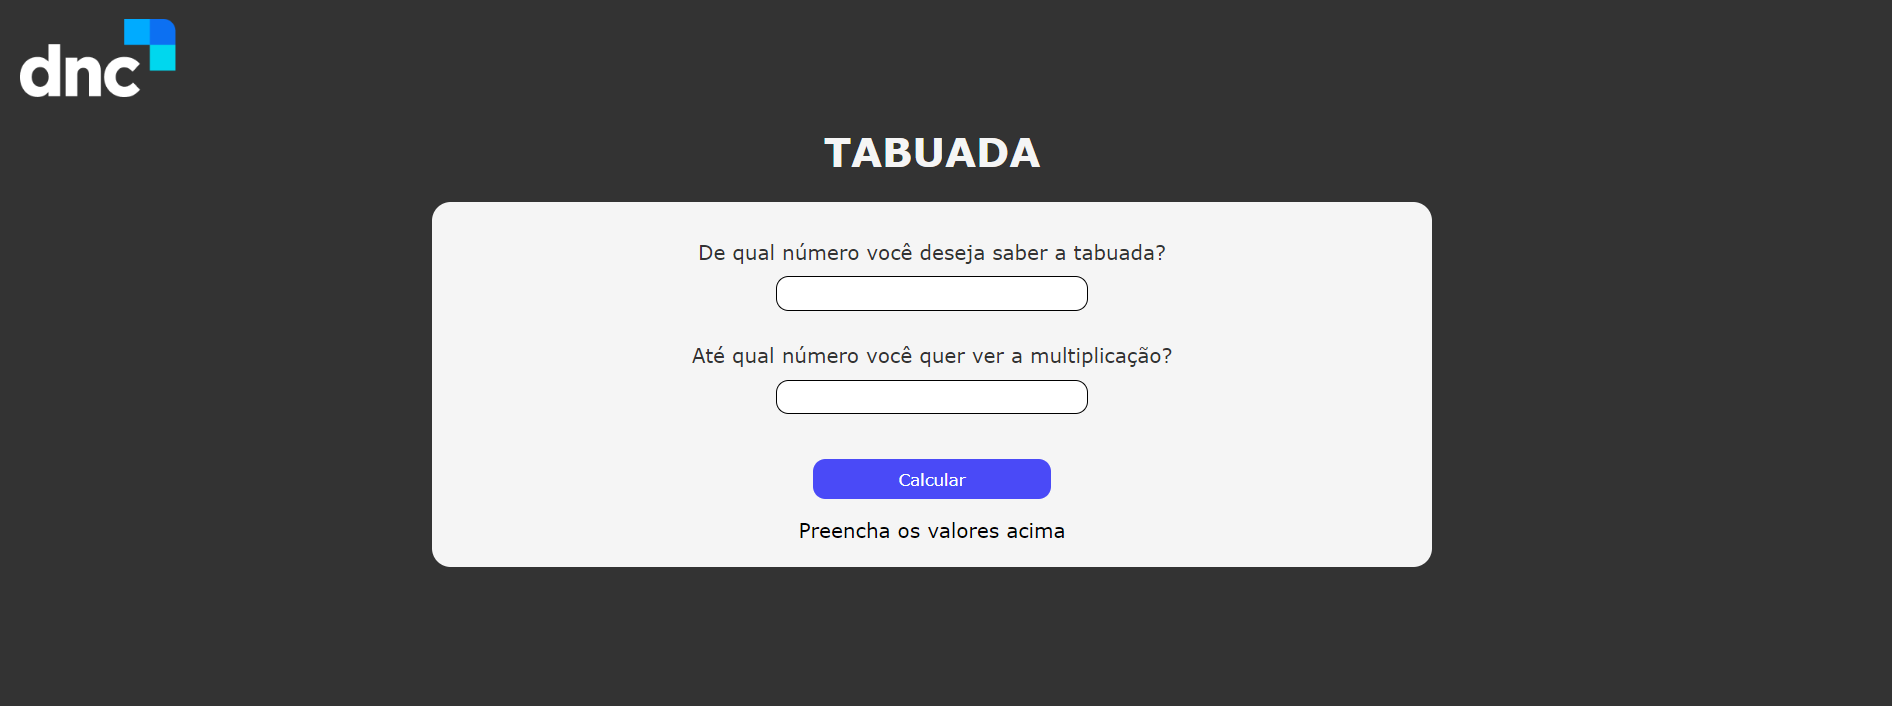 dnc
TABUADA
De qual número você deseja saber a tabuada?
Até qual número você quer ver a multiplicação?
Calcular
Preencha os valores acima